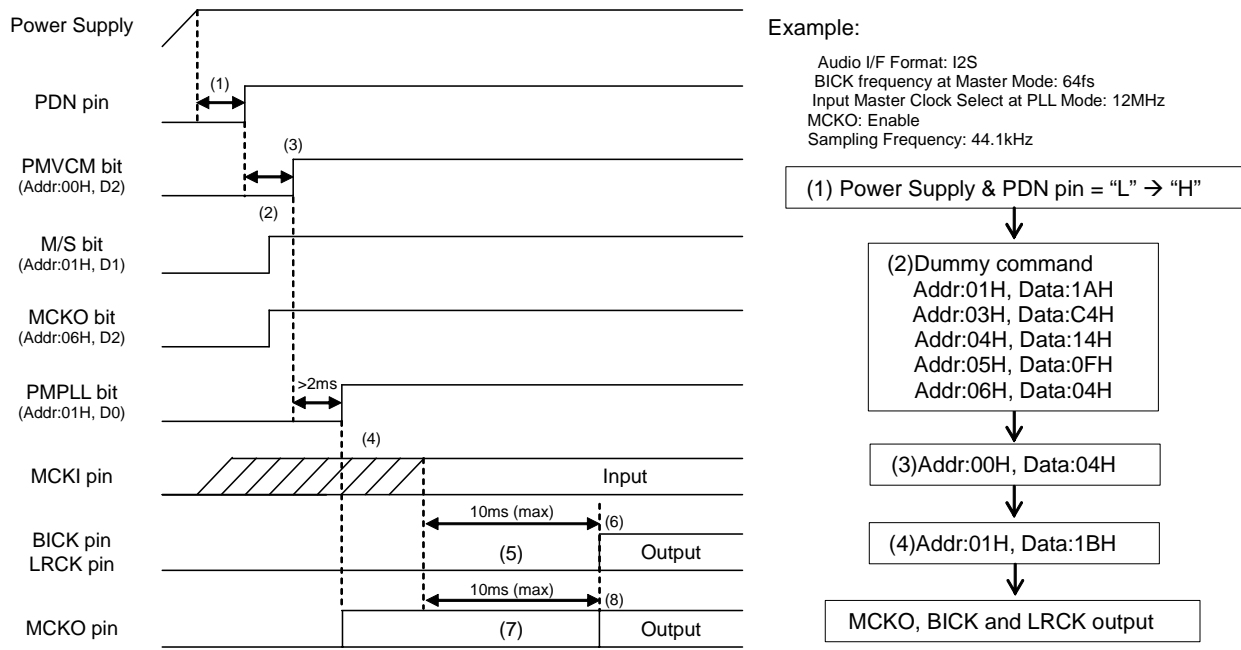 Power Supply
(1)
PDN pin
(3)
PMVCM bit
(Addr:00H, D2)
(2)
M/S bit
(Addr:01H, D1)
MCKO bit
(Addr:06H, D2)
>2ms
PMPLL bit
(Addr:01H, D0)
(4)
MCKI pin
Input
10ms (max)
(6)
BICK pin
LRCK pin
(5)
Output
10ms (max)
(8)
MCKO pin
(7)
Output
Example:
Audio I/F Format: I2S
BICK frequency at Master Mode: 64fs
Input Master Clock Select at PLL Mode: 12MHz
MCKO: Enable
Sampling Frequency: 44.1kHz
(1) Power Supply & PDN pin = “L” → “H”
(2)Dummy command
Addr:01H, Data:1AH
Addr:03H, Data:C4H
Addr:04H, Data:14H
Addr:05H, Data:0FH
Addr:06H, Data:04H
(3)Addr:00H, Data:04H
(4)Addr:01H, Data:1BH
MCKO, BICK and LRCK output